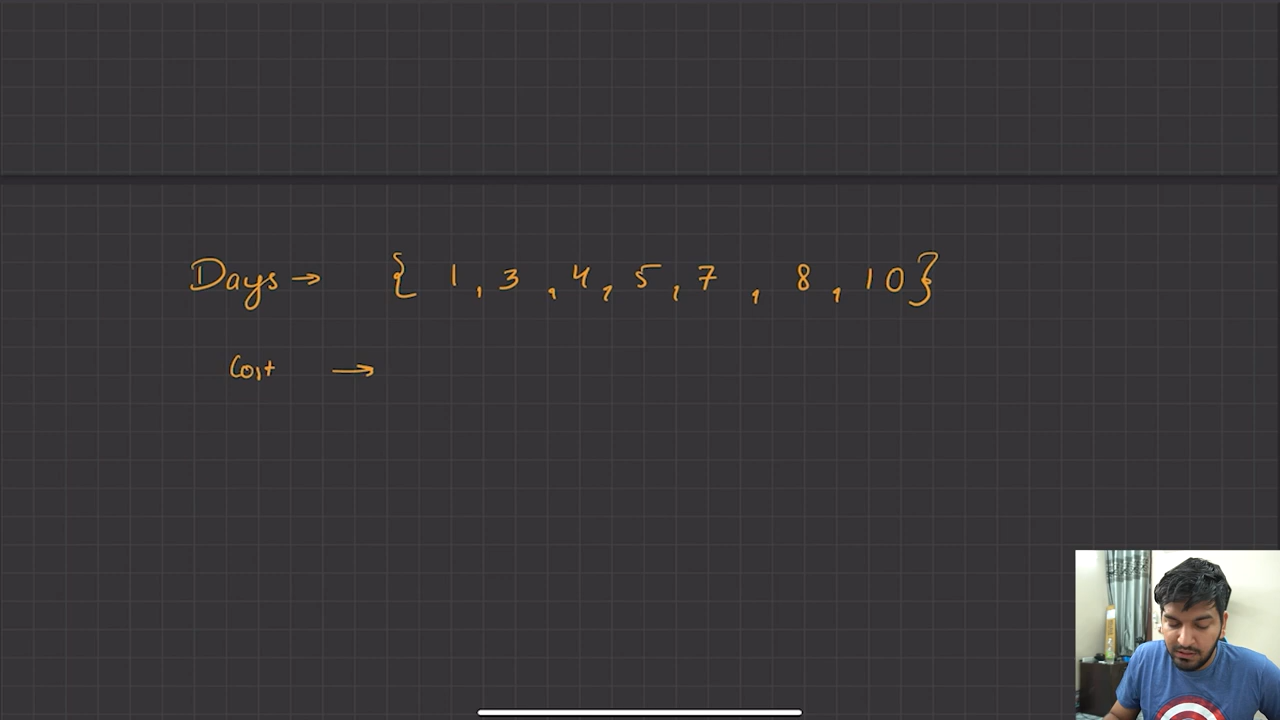 Days → { 1 , 3 , 4 , 5 , 7 , 8 , 10 }
Cost →